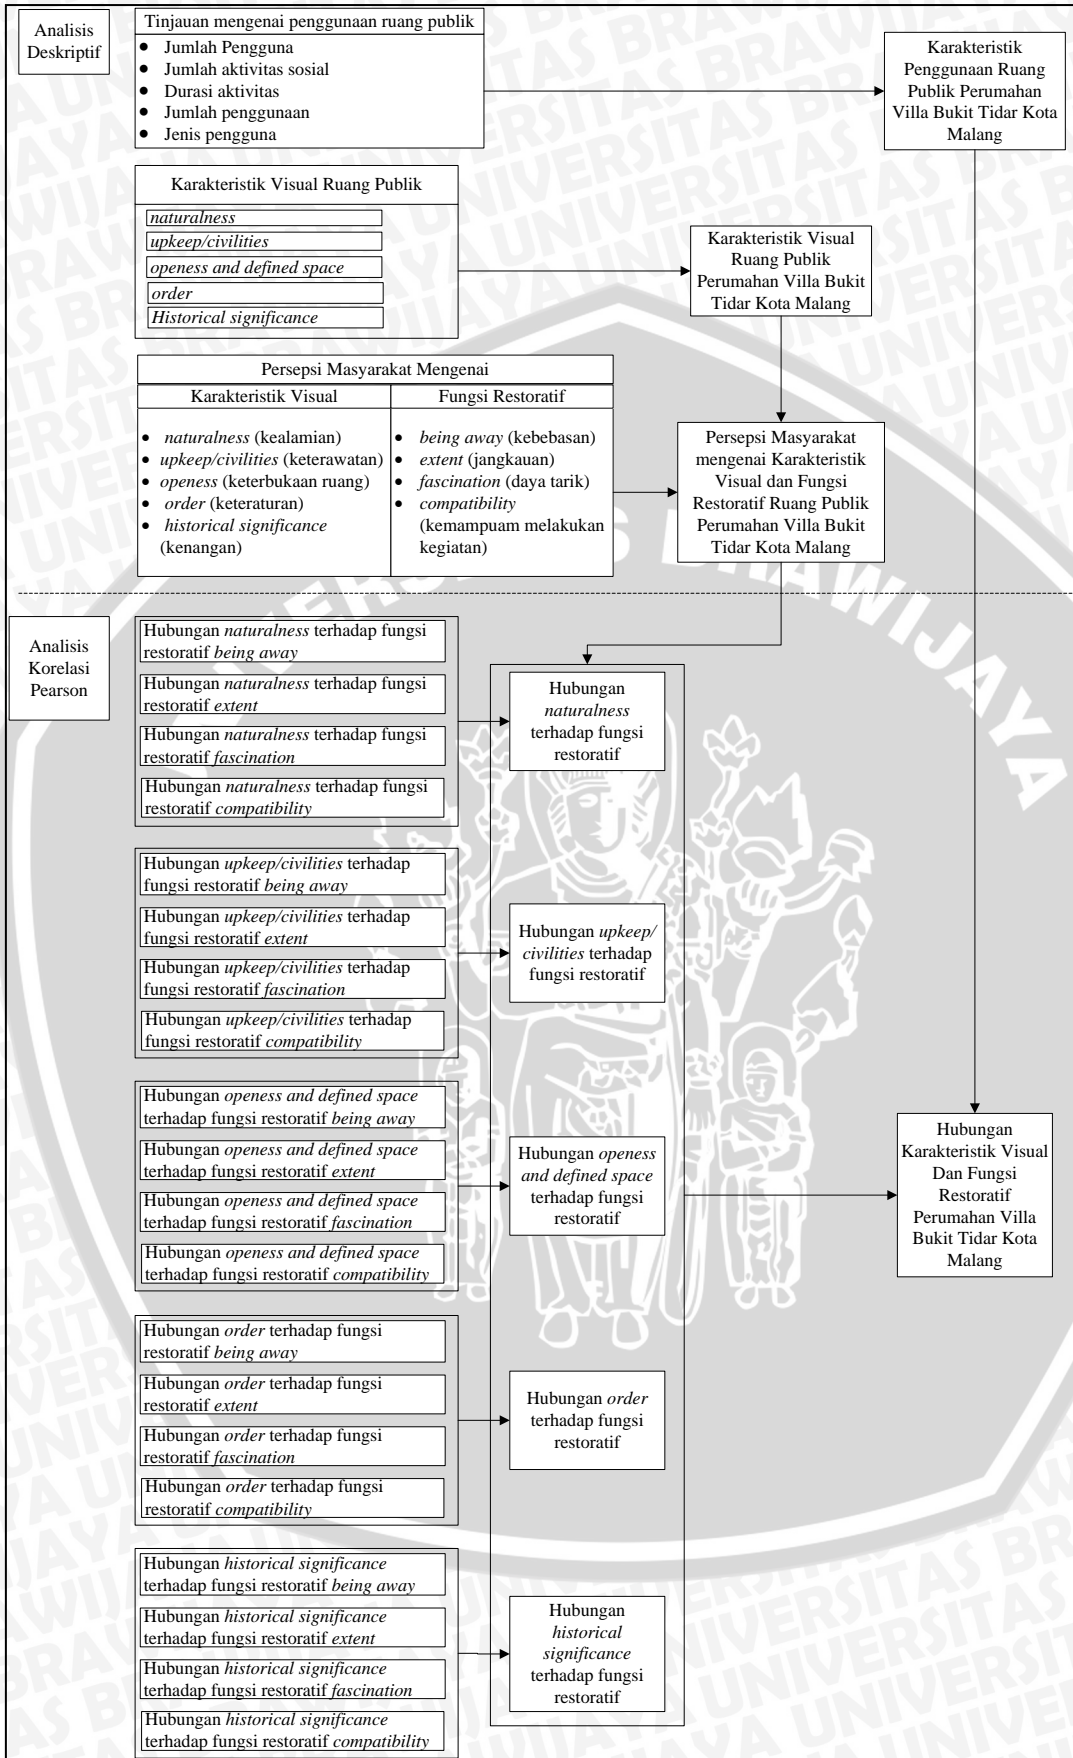 Analisis
Deskriptif
Tinjauan mengenai penggunaan ruang publik
Jumlah Pengguna
Jumlah aktivitas sosial
Durasi aktivitas
Jumlah penggunaan
Jenis pengguna
Karakteristik
Penggunaan Ruang
Publik Perumahan
Villa Bukit Tidar Kota
Malang
Karakteristik Visual Ruang Publik
naturalness
upkeep/civilities
openess and defined space
order
Historical significance
Karakteristik Visual
Ruang Publik
Perumahan Villa Bukit
Tidar Kota Malang
Persepsi Masyarakat Mengenai
Karakteristik Visual
naturalness (kealamian)
upkeep/civilities (keterawatan)
openess (keterbukaan ruang)
order (keteraturan)
historical significance
(kenangan)
Fungsi Restoratif
being away (kebebasan)
extent (jangkauan)
fascination (daya tarik)
compatibility
(kemampuam melakukan
kegiatan)
Persepsi Masyarakat
mengenai Karakteristik
Visual dan Fungsi
Restoratif Ruang Publik
Perumahan Villa Bukit
Tidar Kota Malang
UNIVERSITAS BRAWIJAYA
Analisis
Korelasi
Pearson
Hubungan naturalness terhadap fungsi
restoratif being away
Hubungan naturalness terhadap fungsi
restoratif extent
Hubungan naturalness terhadap fungsi
restoratif fascination
Hubungan naturalness terhadap fungsi
restoratif compatibility
Hubungan
naturalness
terhadap fungsi
restoratif
Hubungan upkeep/civilities terhadap
fungsi restoratif being away
Hubungan upkeep/civilities terhadap
fungsi restoratif extent
Hubungan upkeep/civilities terhadap
fungsi restoratif fascination
Hubungan upkeep/civilities terhadap
fungsi restoratif compatibility
Hubungan upkeep/
civilities terhadap
fungsi restoratif
Hubungan openess and defined space
terhadap fungsi restoratif being away
Hubungan openess and defined space
terhadap fungsi restoratif extent
Hubungan openess and defined space
terhadap fungsi restoratif fascination
Hubungan openess and defined space
terhadap fungsi restoratif compatibility
Hubungan openess
and defined space
terhadap fungsi
restoratif
Hubungan
Karakteristik Visual
Dan Fungsi
Restoratif
Perumahan Villa
Bukit Tidar Kota
Malang
Hubungan order terhadap fungsi
restoratif being away
Hubungan order terhadap fungsi
restoratif extent
Hubungan order terhadap fungsi
restoratif fascination
Hubungan order terhadap fungsi
restoratif compatibility
Hubungan order
terhadap fungsi
restoratif
Hubungan historical significance
terhadap fungsi restoratif being away
Hubungan historical significance
terhadap fungsi restoratif extent
Hubungan historical significance
terhadap fungsi restoratif fascination
Hubungan historical significance
terhadap fungsi restoratif compatibility
Hubungan
historical
significance
terhadap fungsi
restoratif